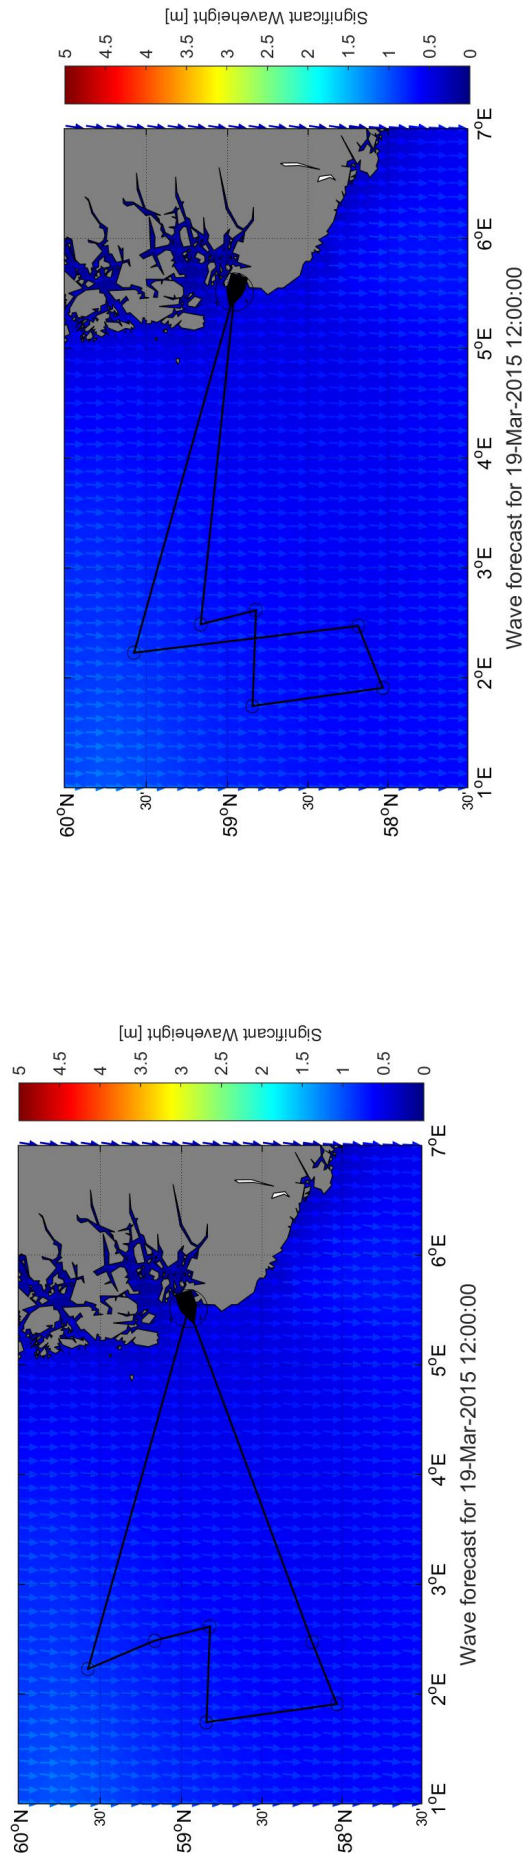 Significant Waveheight [m]
5
4.5
4
3.5
3
2.5
2
1.5
1
0.5
0
60°N
30'
59°N
30'
58°N
30'
1°E
2°E
3°E
4°E
5°E
6°E
7°E
Wave forecast for 19-Mar-2015 12:00:00
Significant Waveheight [m]
5
4.5
4
3.5
3
2.5
2
1.5
1
0.5
0
60°N
30'
59°N
30'
58°N
30'
1°E
2°E
3°E
4°E
5°E
6°E
7°E
Wave forecast for 19-Mar-2015 12:00:00